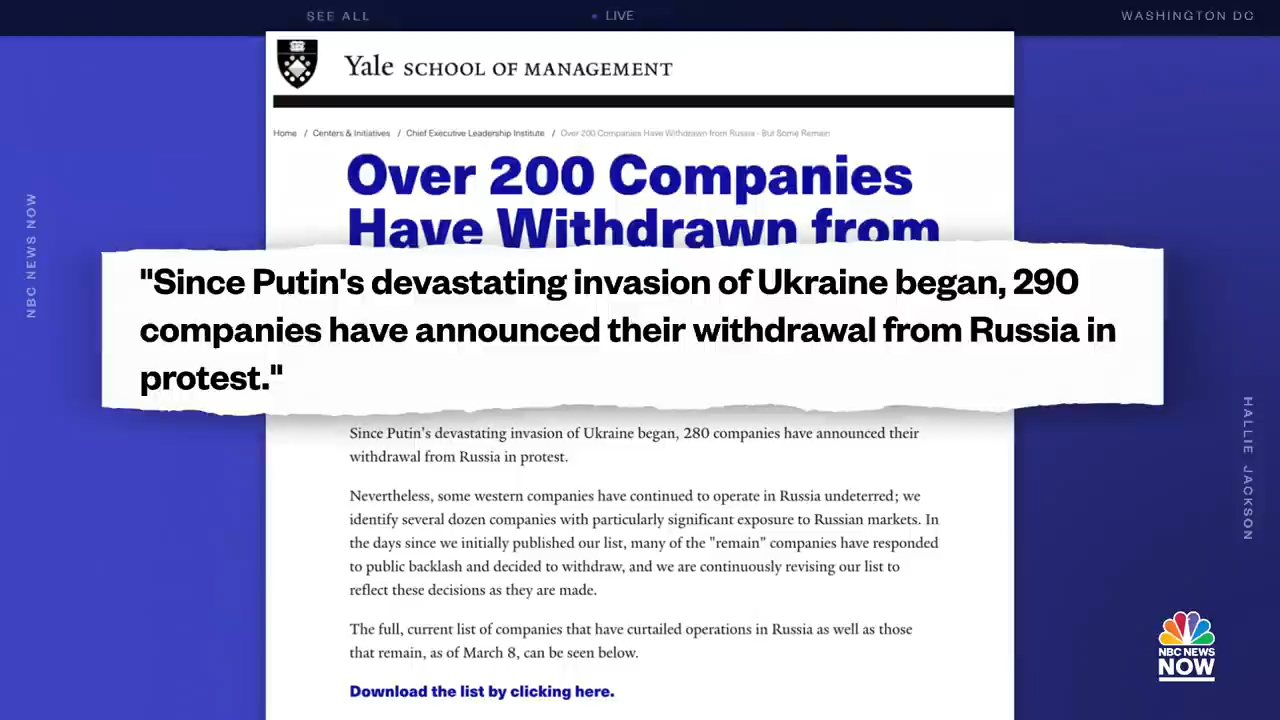 SEE ALL
LIVE
WASHINGTON DC
Yale SCHOOL OF MANAGEMENT
Home / Centers & Initiatives / Chief Executive Leadership Institute / Over 200 Companies Have Withdrawn from Russia - But Some Remain
Over 200 Companies
Have Withdrawn from
"Since Putin's devastating invasion of Ukraine began, 290
companies have announced their withdrawal from Russia in
protest."
Since Putin's devastating invasion of Ukraine began, 280 companies have announced their
withdrawal from Russia in protest.
Nevertheless, some western companies have continued to operate in Russia undeterred; we
identify several dozen companies with particularly significant exposure to Russian markets. In
the days since we initially published our list, many of the "remain" companies have responded
to public backlash and decided to withdraw, and we are continuously revising our list to
reflect these decisions as they are made.
The full, current list of companies that have curtailed operations in Russia as well as those
that remain, as of March 8, can be seen below.
Download the list by clicking here.
NBC NEWS NOW
HALLIE JACKSON
NBC NEWS
NOW